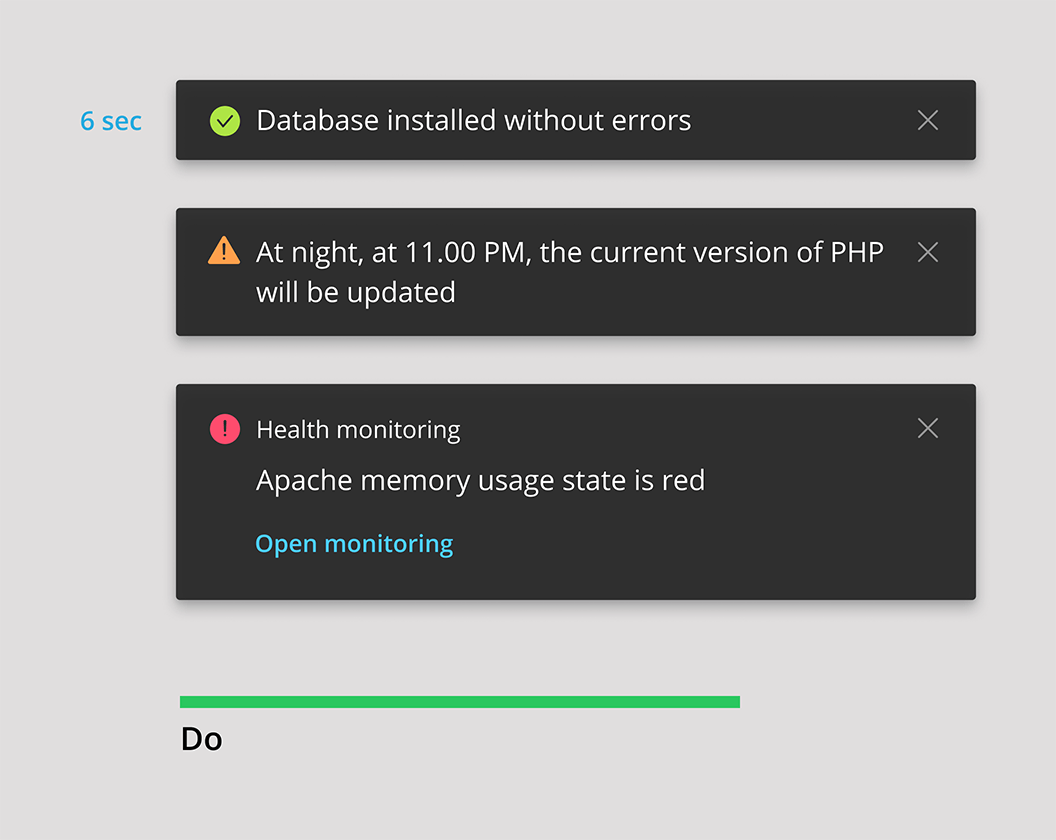 6 sec
Database installed without errors
At night, at 11.00 PM, the current version of PHP
will be updated
Health monitoring
Apache memory usage state is red
Open monitoring
Do